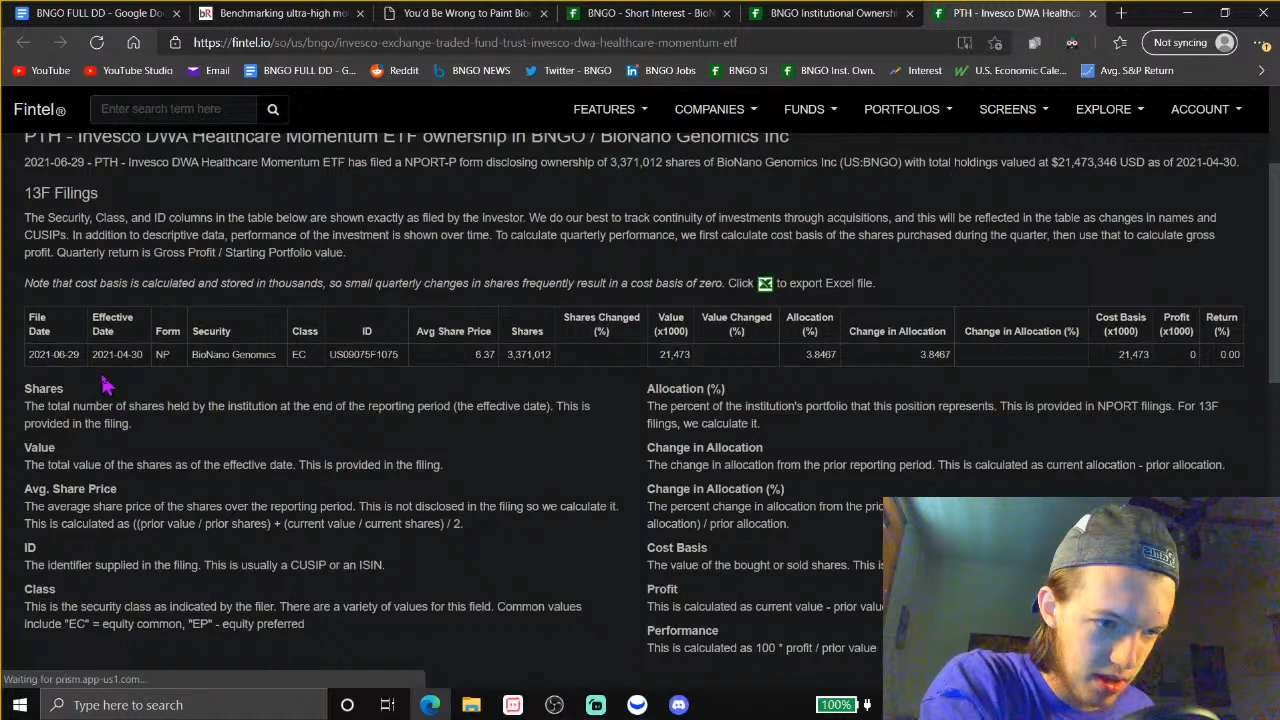 BNGO FULL DD - Google Do
Benchmarking ultra-high mo
You'd Be Wrong to Paint Bio
BNGO - Short Interest - BioN
BNGO Institutional Ownersh
PTH - Invesco DWA Healthca
https://fintel.io/so/us/bngo/invesco-exchange-traded-fund-trust-invesco-dwa-healthcare-momentum-etf
Not syncing
YouTube
YouTube Studio
Email
BNGO FULL DD - G...
Reddit
BNGO NEWS
Twitter - BNGO
BNGO Jobs
BNGO SI
BNGO Inst. Own.
Interest
U.S. Economic Cale...
Avg. S&P Return
Fintel®
Enter search term here
FEATURES
COMPANIES
FUNDS
PORTFOLIOS
SCREENS
EXPLORE
ACCOUNT
PTH - Invesco DWA Healthcare Momentum ETF ownership in BNGO / BioNano Genomics Inc
2021-06-29 - PTH - Invesco DWA Healthcare Momentum ETF has filed a NPORT-P form disclosing ownership of 3,371,012 shares of BioNano Genomics Inc (US:BNGO) with total holdings valued at $21,473,346 USD as of 2021-04-30.
13F Filings
The Security, Class, and ID columns in the table below are shown exactly as filed by the investor. We do our best to track continuity of investments through acquisitions, and this will be reflected in the table as changes in names and
CUSIPs. In addition to descriptive data, performance of the investment is shown over time. To calculate quarterly performance, we first calculate cost basis of the shares purchased during the quarter, then use that to calculate gross
profit. Quarterly return is Gross Profit / Starting Portfolio value.
Note that cost basis is calculated and stored in thousands, so small quarterly changes in shares frequently result in a cost basis of zero. Click to export Excel file.
File Date Effective Date Form Security Class ID Avg Share Price Shares Shares Changed (%) Value (x1000) Value Changed (%) Allocation (%) Change in Allocation Change in Allocation (%) Cost Basis (x1000) Profit (x1000) Return (%)
2021-06-29 2021-04-30 NP BioNano Genomics EC US09075F1075 6.37 3,371,012 21,473 3.8467 3.8467 21,473 0 0.00
Shares
The total number of shares held by the institution at the end of the reporting period (the effective date). This is
provided in the filing.
Value
The total value of the shares as of the effective date. This is provided in the filing.
Avg. Share Price
The average share price of the shares over the reporting period. This is not disclosed in the filing so we calculate it.
This is calculated as ((prior value / prior shares) + (current value / current shares) / 2.
ID
The identifier supplied in the filing. This is usually a CUSIP or an ISIN.
Class
This is the security class as indicated by the filer. There are a variety of values for this field. Common values
include "EC" = equity common, "EP" - equity preferred
Allocation (%)
The percent of the institution's portfolio that this position represents. This is provided in NPORT filings. For 13F
filings, we calculate it.
Change in Allocation
The change in allocation from the prior reporting period. This is calculated as current allocation - prior allocation.
Change in Allocation (%)
The percent change in allocation from the prio
allocation) / prior allocation.
Cost Basis
The value of the bought or sold shares. This is
Profit
This is calculated as current value - prior valu
Performance
This is calculated as 100 * profit / prior value
Waiting for prism.app-us1.com...
Type here to search
100%